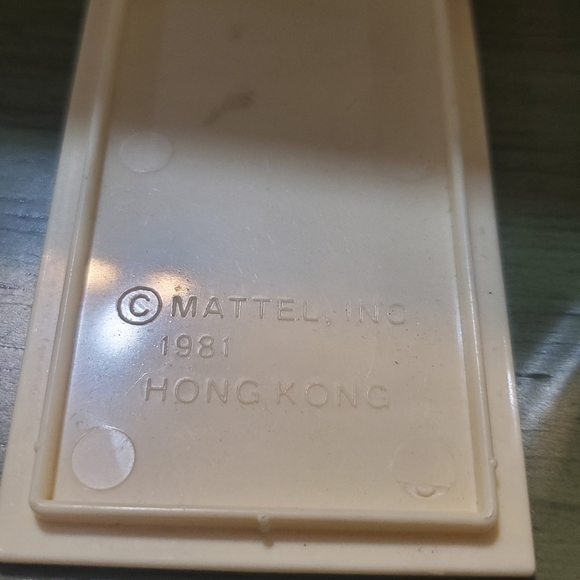 © MATTEL, INC
1981
HONG KONG